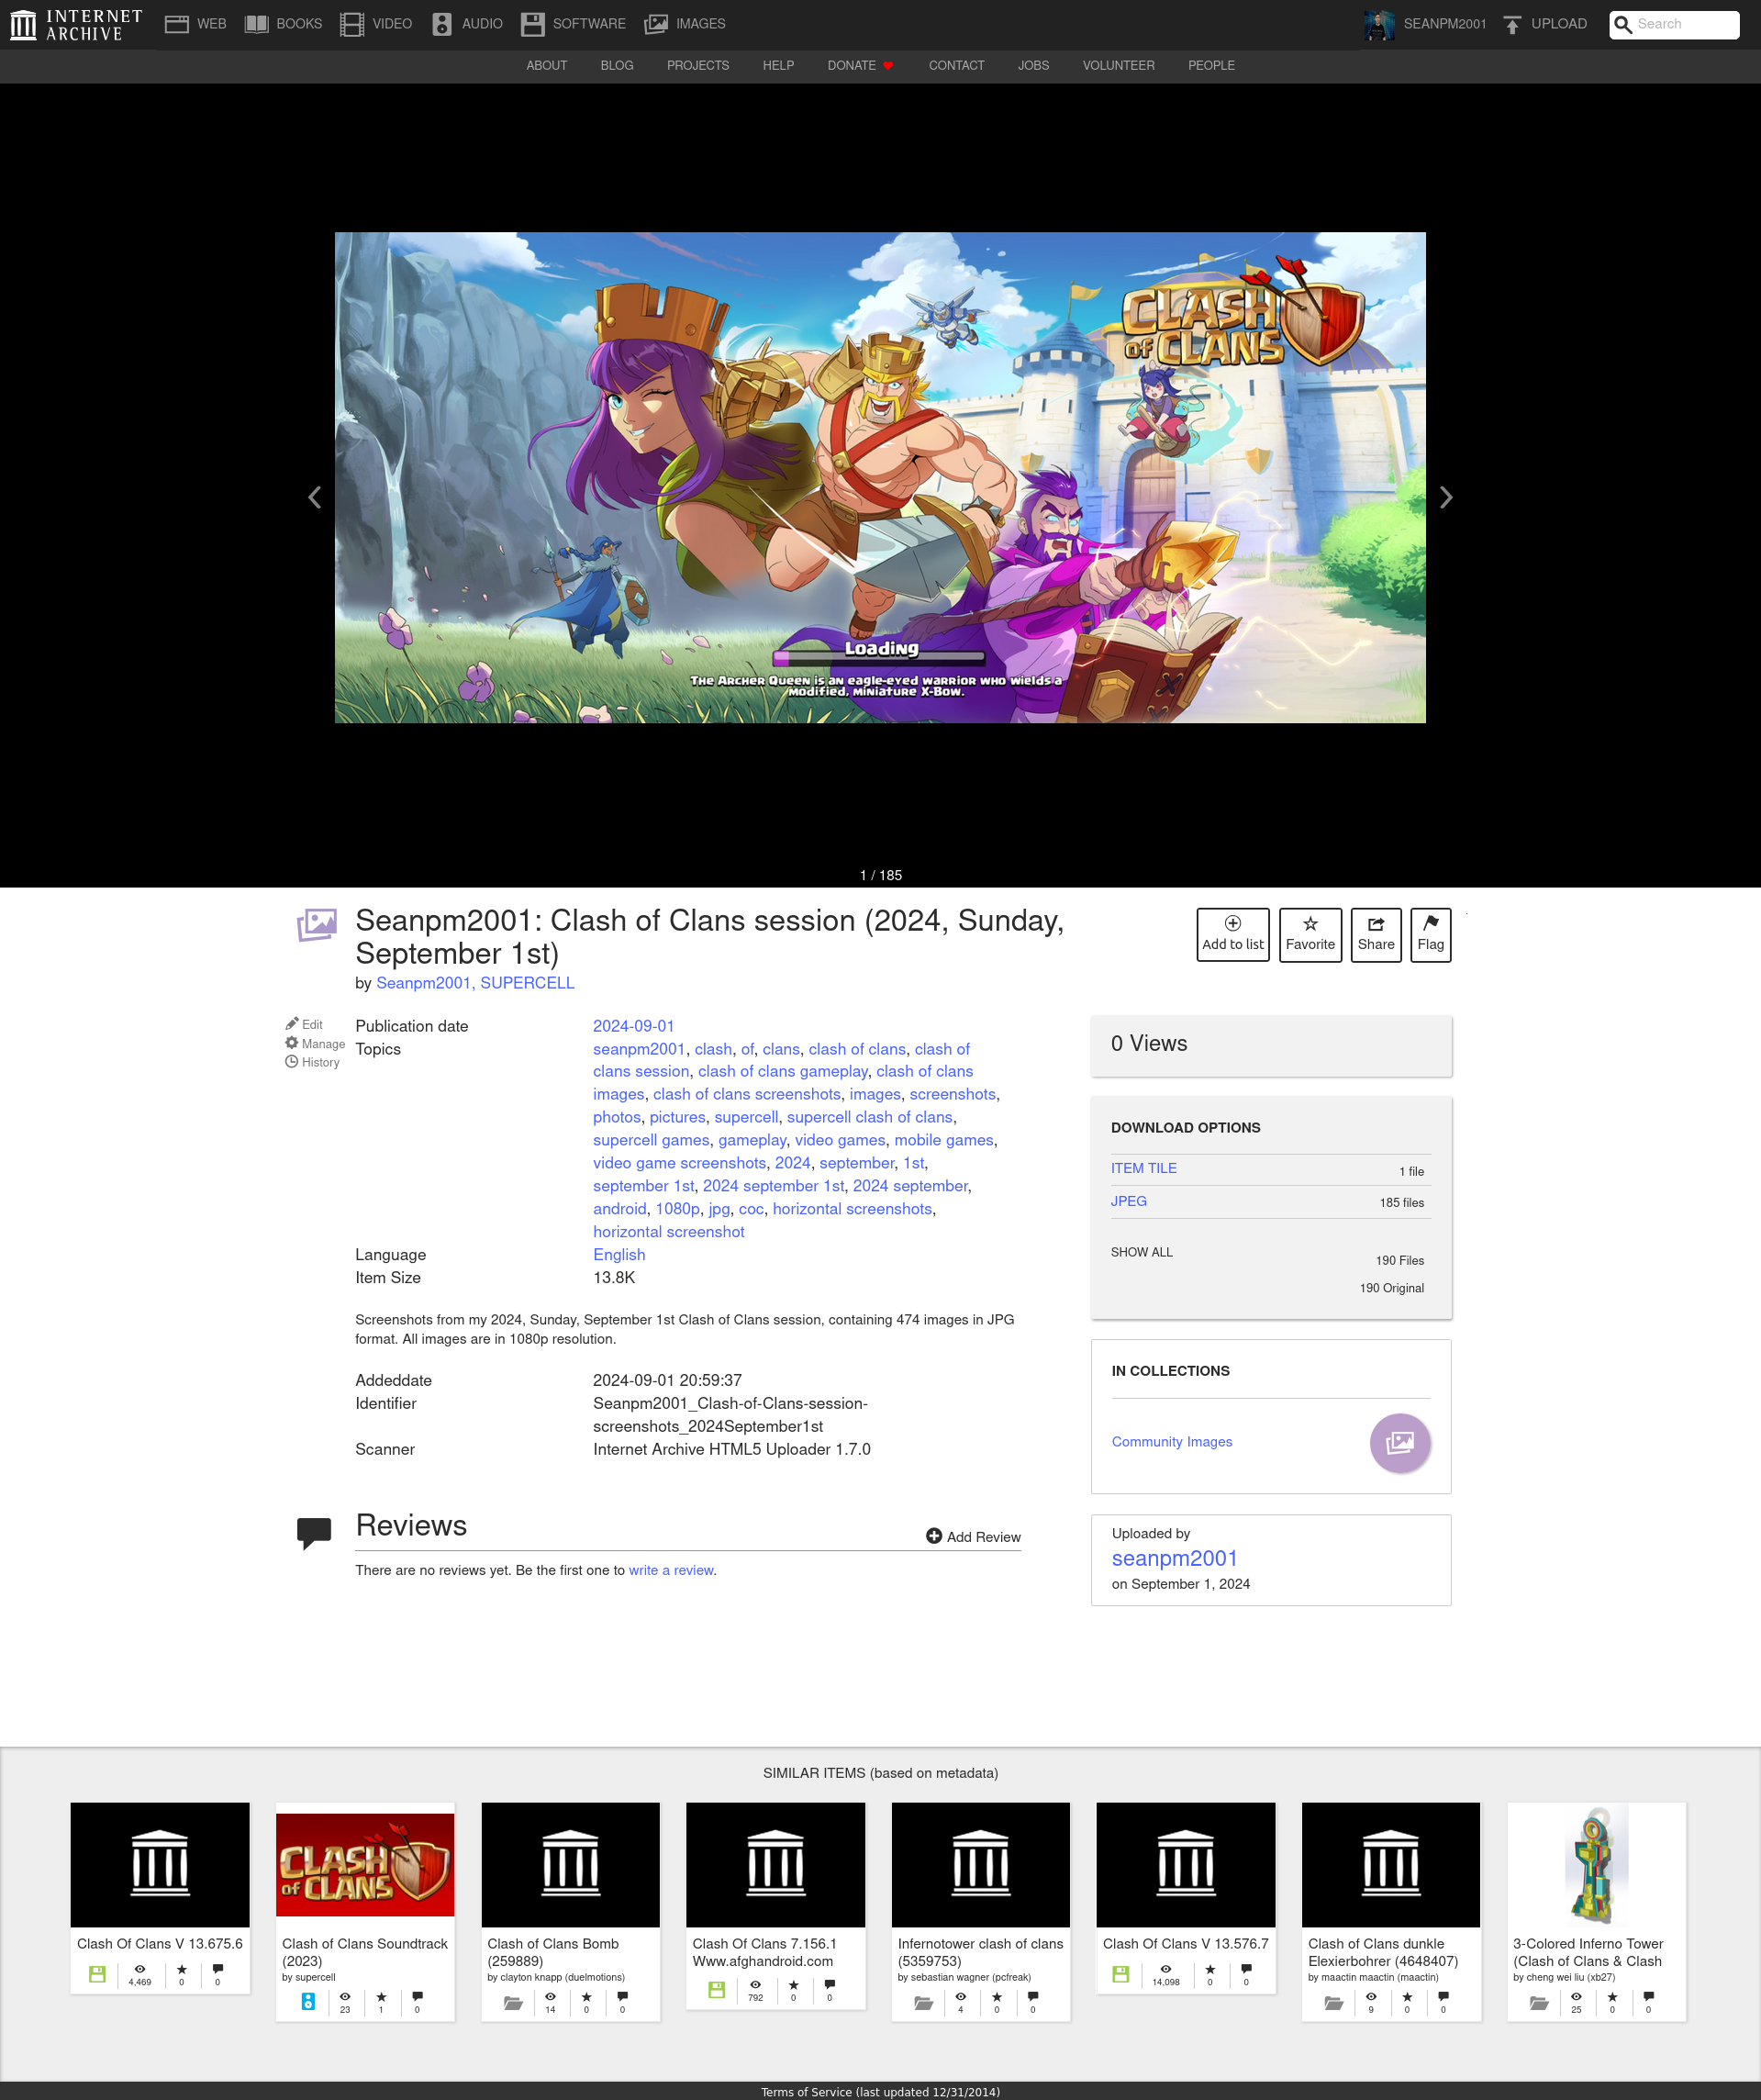 INTERNET ARCHIVE
WEB BOOKS VIDEO AUDIO SOFTWARE IMAGES SEANPM2001 UPLOAD Search
ABOUT BLOG PROJECTS HELP DONATE CONTACT JOBS VOLUNTEER PEOPLE
CLASH
OF CLANS
Loading
The Archer Queen is an eagle-eyed warrior who wields a
modified, miniature X-Bow.
1 / 185
Seanpm2001: Clash of Clans session (2024, Sunday,
September 1st)
by Seanpm2001, SUPERCELL
Add to list Favorite Share Flag
Edit
Manage
History
Publication date 2024-09-01
Topics seanpm2001, clash, of, clans, clash of clans, clash of
clans session, clash of clans gameplay, clash of clans
images, clash of clans screenshots, images, screenshots,
photos, pictures, supercell, supercell clash of clans,
supercell games, gameplay, video games, mobile games,
video game screenshots, 2024, september, 1st,
september 1st, 2024 september 1st, 2024 september,
android, 1080p, jpg, coc, horizontal screenshots,
horizontal screenshot
Language English
Item Size 13.8K
Screenshots from my 2024, Sunday, September 1st Clash of Clans session, containing 474 images in JPG
format. All images are in 1080p resolution.
Addeddate 2024-09-01 20:59:37
Identifier Seanpm2001_Clash-of-Clans-session-
screenshots_2024September1st
Scanner Internet Archive HTML5 Uploader 1.7.0
Reviews
Add Review
There are no reviews yet. Be the first one to write a review.
0 Views
DOWNLOAD OPTIONS
ITEM TILE 1 file
JPEG 185 files
SHOW ALL 190 Files
190 Original
IN COLLECTIONS
Community Images
Uploaded by
seanpm2001
on September 1, 2024
SIMILAR ITEMS (based on metadata)
Clash Of Clans V 13.675.6
4,469 0 0
CLASH
OF CLANS
Clash of Clans Soundtrack
(2023)
by supercell
23 1 0
Clash of Clans Bomb
(259889)
by clayton knapp (duelmotions)
14 0 0
Clash Of Clans 7.156.1
Www.afghandroid.com
792 0 0
Infernotower clash of clans
(5359753)
by sebastian wagner (pcfreak)
4 0 0
Clash Of Clans V 13.576.7
14,098 0 0
Clash of Clans dunkle
Elexierbohrer (4648407)
by maactin maactin (maactin)
9 0 0
3-Colored Inferno Tower
(Clash of Clans & Clash
by cheng wei liu (xb27)
25 0 0
Terms of Service (last updated 12/31/2014)